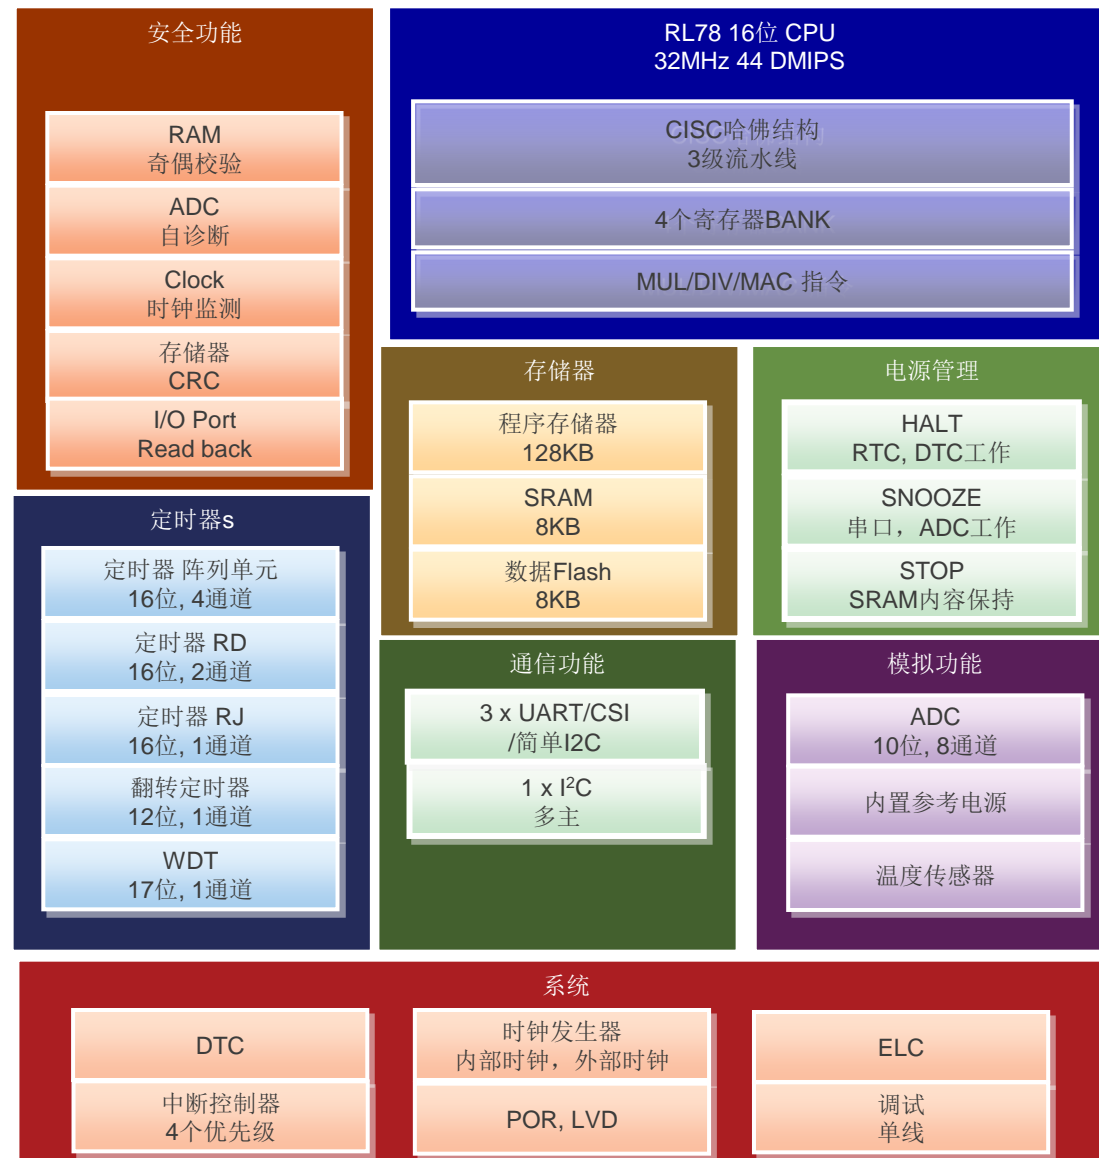 安全功能
RAM
奇偶校验
ADC
自诊断
Clock
时钟监测
存储器
CRC
I/O Port
Read back
RL78 16位 CPU
32MHz 44 DMIPS
CISC哈佛结构
3级流水线
4个寄存器BANK
MUL/DIV/MAC 指令
存储器
程序存储器
128KB
SRAM
8KB
数据Flash
8KB
电源管理
HALT
RTC, DTC工作
SNOOZE
串口，ADC工作
STOP
SRAM内容保持
定时器s
定时器 阵列单元
16位, 4通道
定时器 RD
16位, 2通道
定时器 RJ
16位, 1通道
翻转定时器
12位, 1通道
WDT
17位, 1通道
通信功能
3 x UART/CSI
/简单I2C
1 x I²C
多主
模拟功能
ADC
10位, 8通道
内置参考电源
温度传感器
系统
DTC
时钟发生器
内部时钟，外部时钟
ELC
中断控制器
4个优先级
POR, LVD
调试
单线